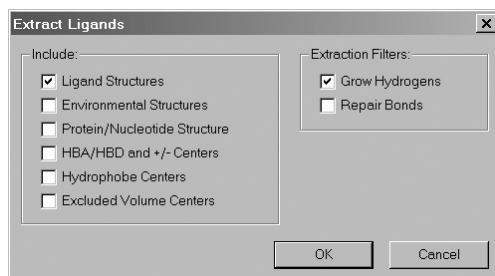 Extract Ligands
Include:
Ligand Structures
Environmental Structures
Protein/Nucleotide Structure
HBA/HBD and +/- Centers
Hydrophobe Centers
Excluded Volume Centers
Extraction Filters:
Grow Hydrogens
Repair Bonds
OK
Cancel